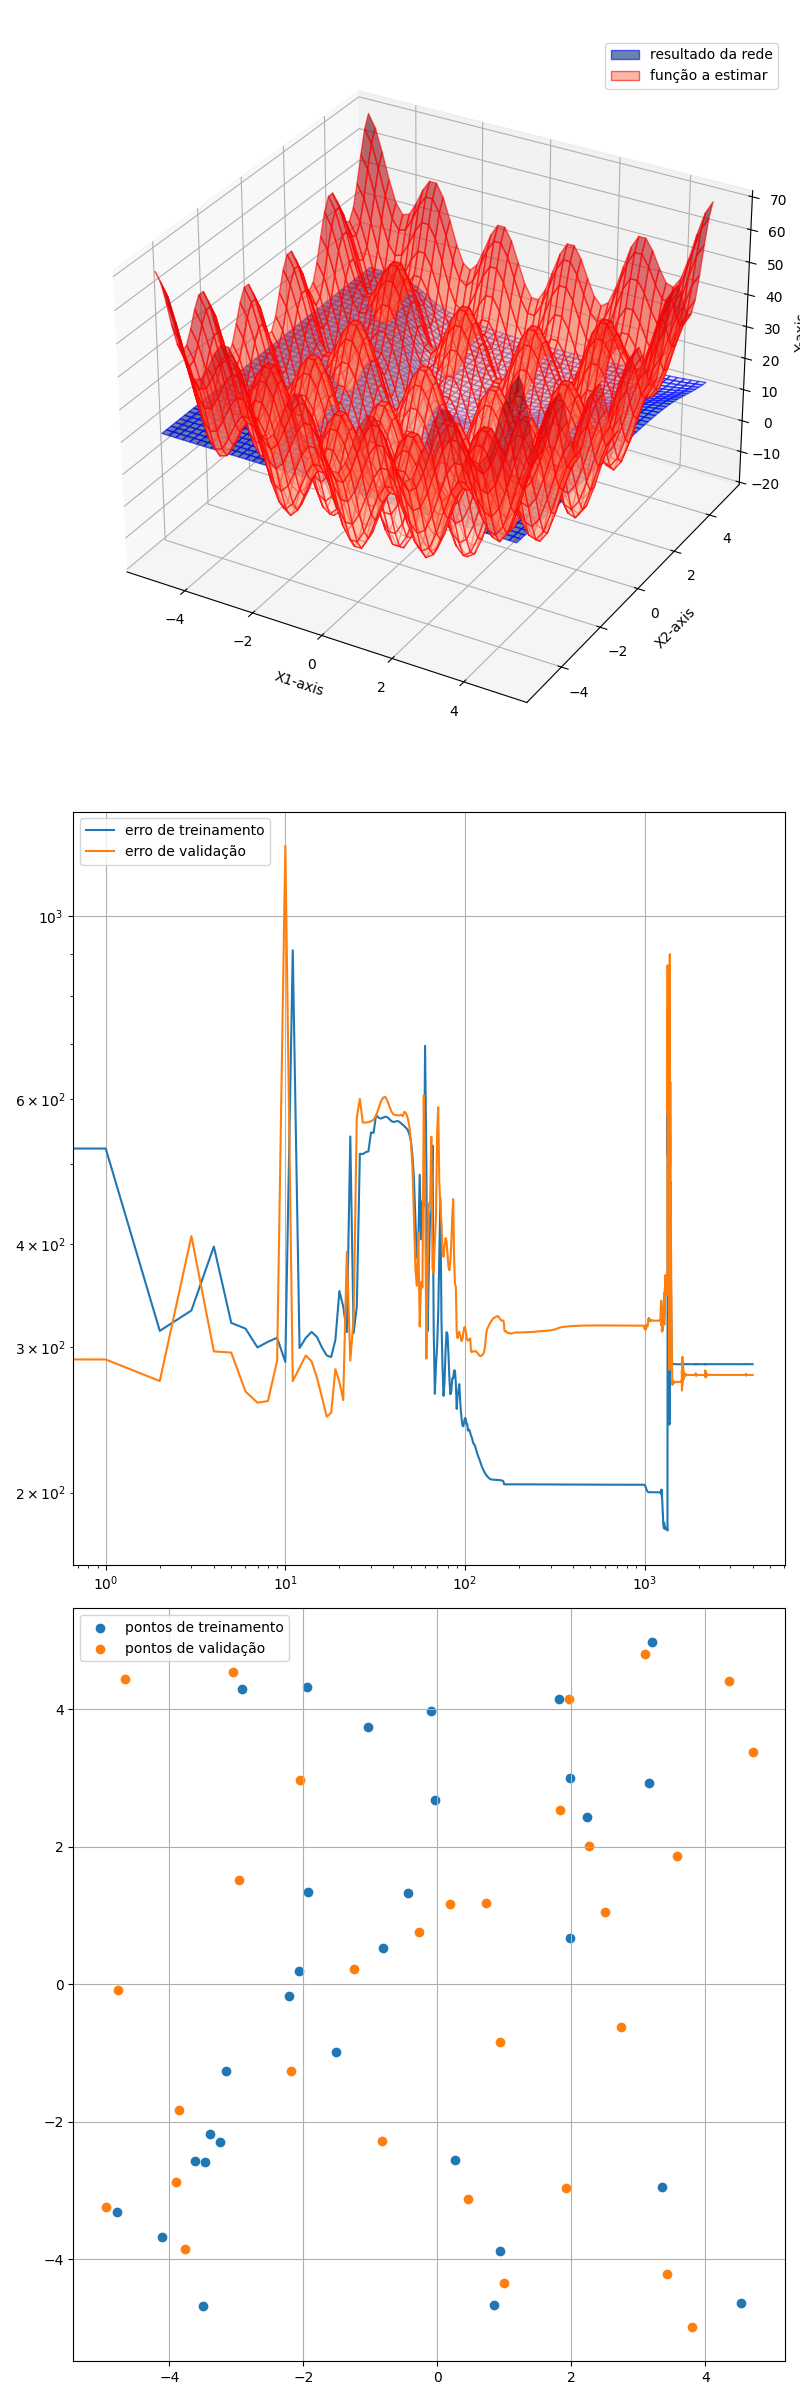 resultado da rede
função a estimar
70
60
50
40
30
20
10
0
−10
−20
4
2
0
−2
−4
X2-axis
−4
−2
0
2
4
X1-axis
erro de treinamento
erro de validação
10³
6 × 10²
4 × 10²
3 × 10²
2 × 10²
10⁰
10¹
10²
10³
pontos de treinamento
pontos de validação
4
2
0
−2
−4
−4
−2
0
2
4